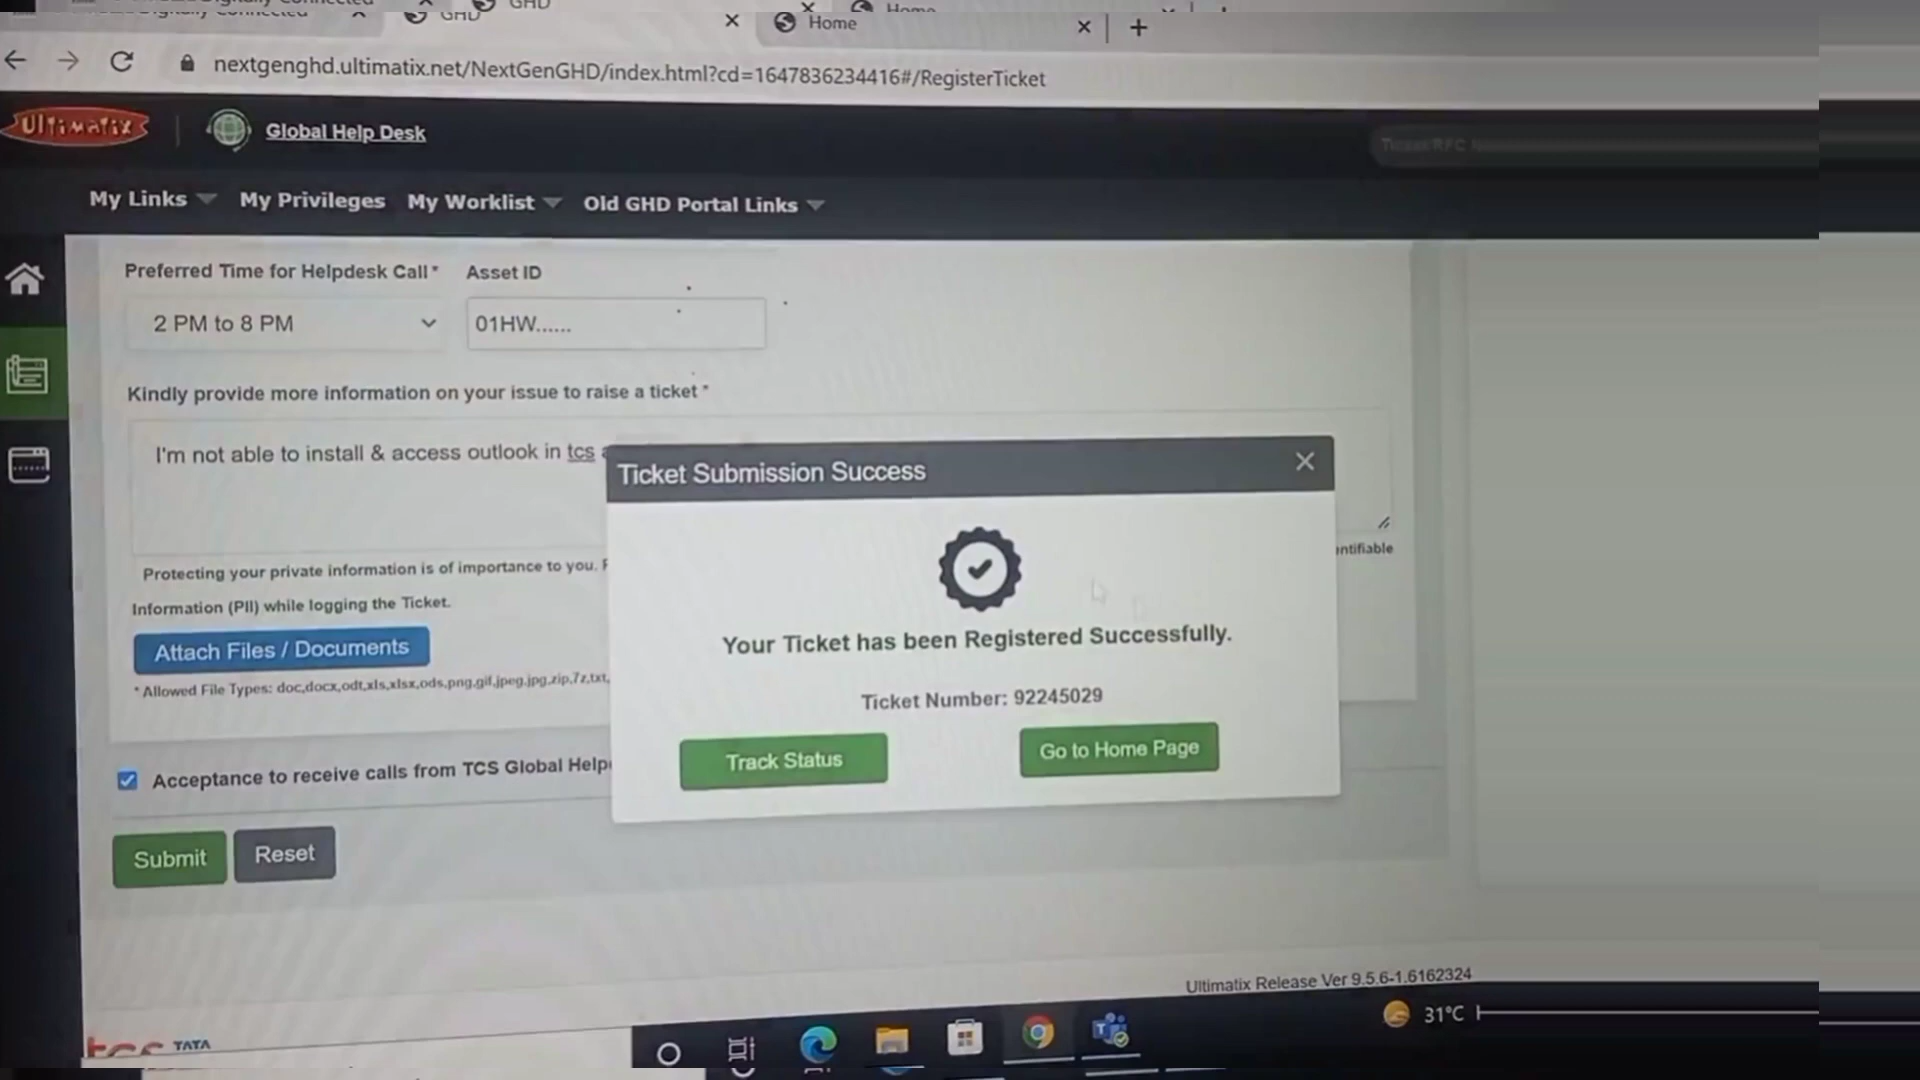 GHD
Home
nextgenghd.ultimatix.net/NextGenGHD/index.html?cd=1647836234416#/RegisterTicket
Ultimatix
Global Help Desk
My Links
My Privileges
My Worklist
Old GHD Portal Links
Preferred Time for Helpdesk Call*
Asset ID
2 PM to 8 PM
01HW......
Kindly provide more information on your issue to raise a ticket *
I'm not able to install & access outlook in tcs
Ticket Submission Success
Your Ticket has been Registered Successfully.
Ticket Number: 92245029
Track Status
Go to Home Page
Protecting your private information is of importance to you.
Information (PII) while logging the Ticket.
Attach Files / Documents
* Allowed File Types: doc,docx,odt,xls,xlsx,ods,png,gif,jpeg,jpg,zip,7z,txt,
Acceptance to receive calls from TCS Global Help
Submit
Reset
Ultimatix Release Ver 9.5.6-1.6162324
tcs TATA
31°C